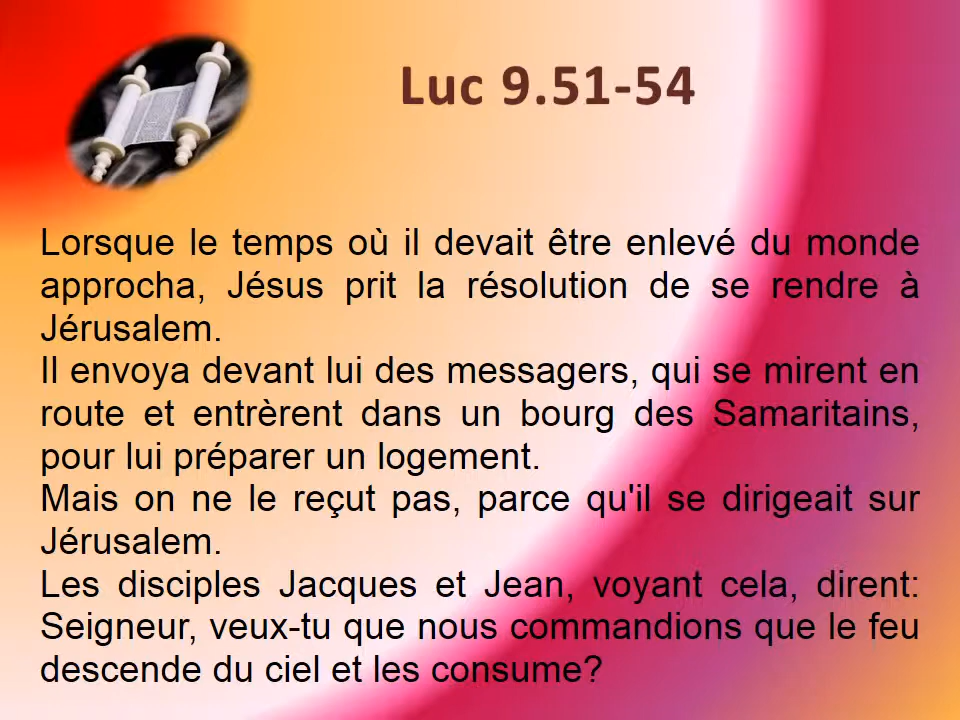 Luc 9.51-54
Lorsque le temps où il devait être enlevé du monde
approcha, Jésus prit la résolution de se rendre à
Jérusalem.
Il envoya devant lui des messagers, qui se mirent en
route et entrèrent dans un bourg des Samaritains,
pour lui préparer un logement.
Mais on ne le reçut pas, parce qu'il se dirigeait sur
Jérusalem.
Les disciples Jacques et Jean, voyant cela, dirent:
Seigneur, veux-tu que nous commandions que le feu
descende du ciel et les consume?